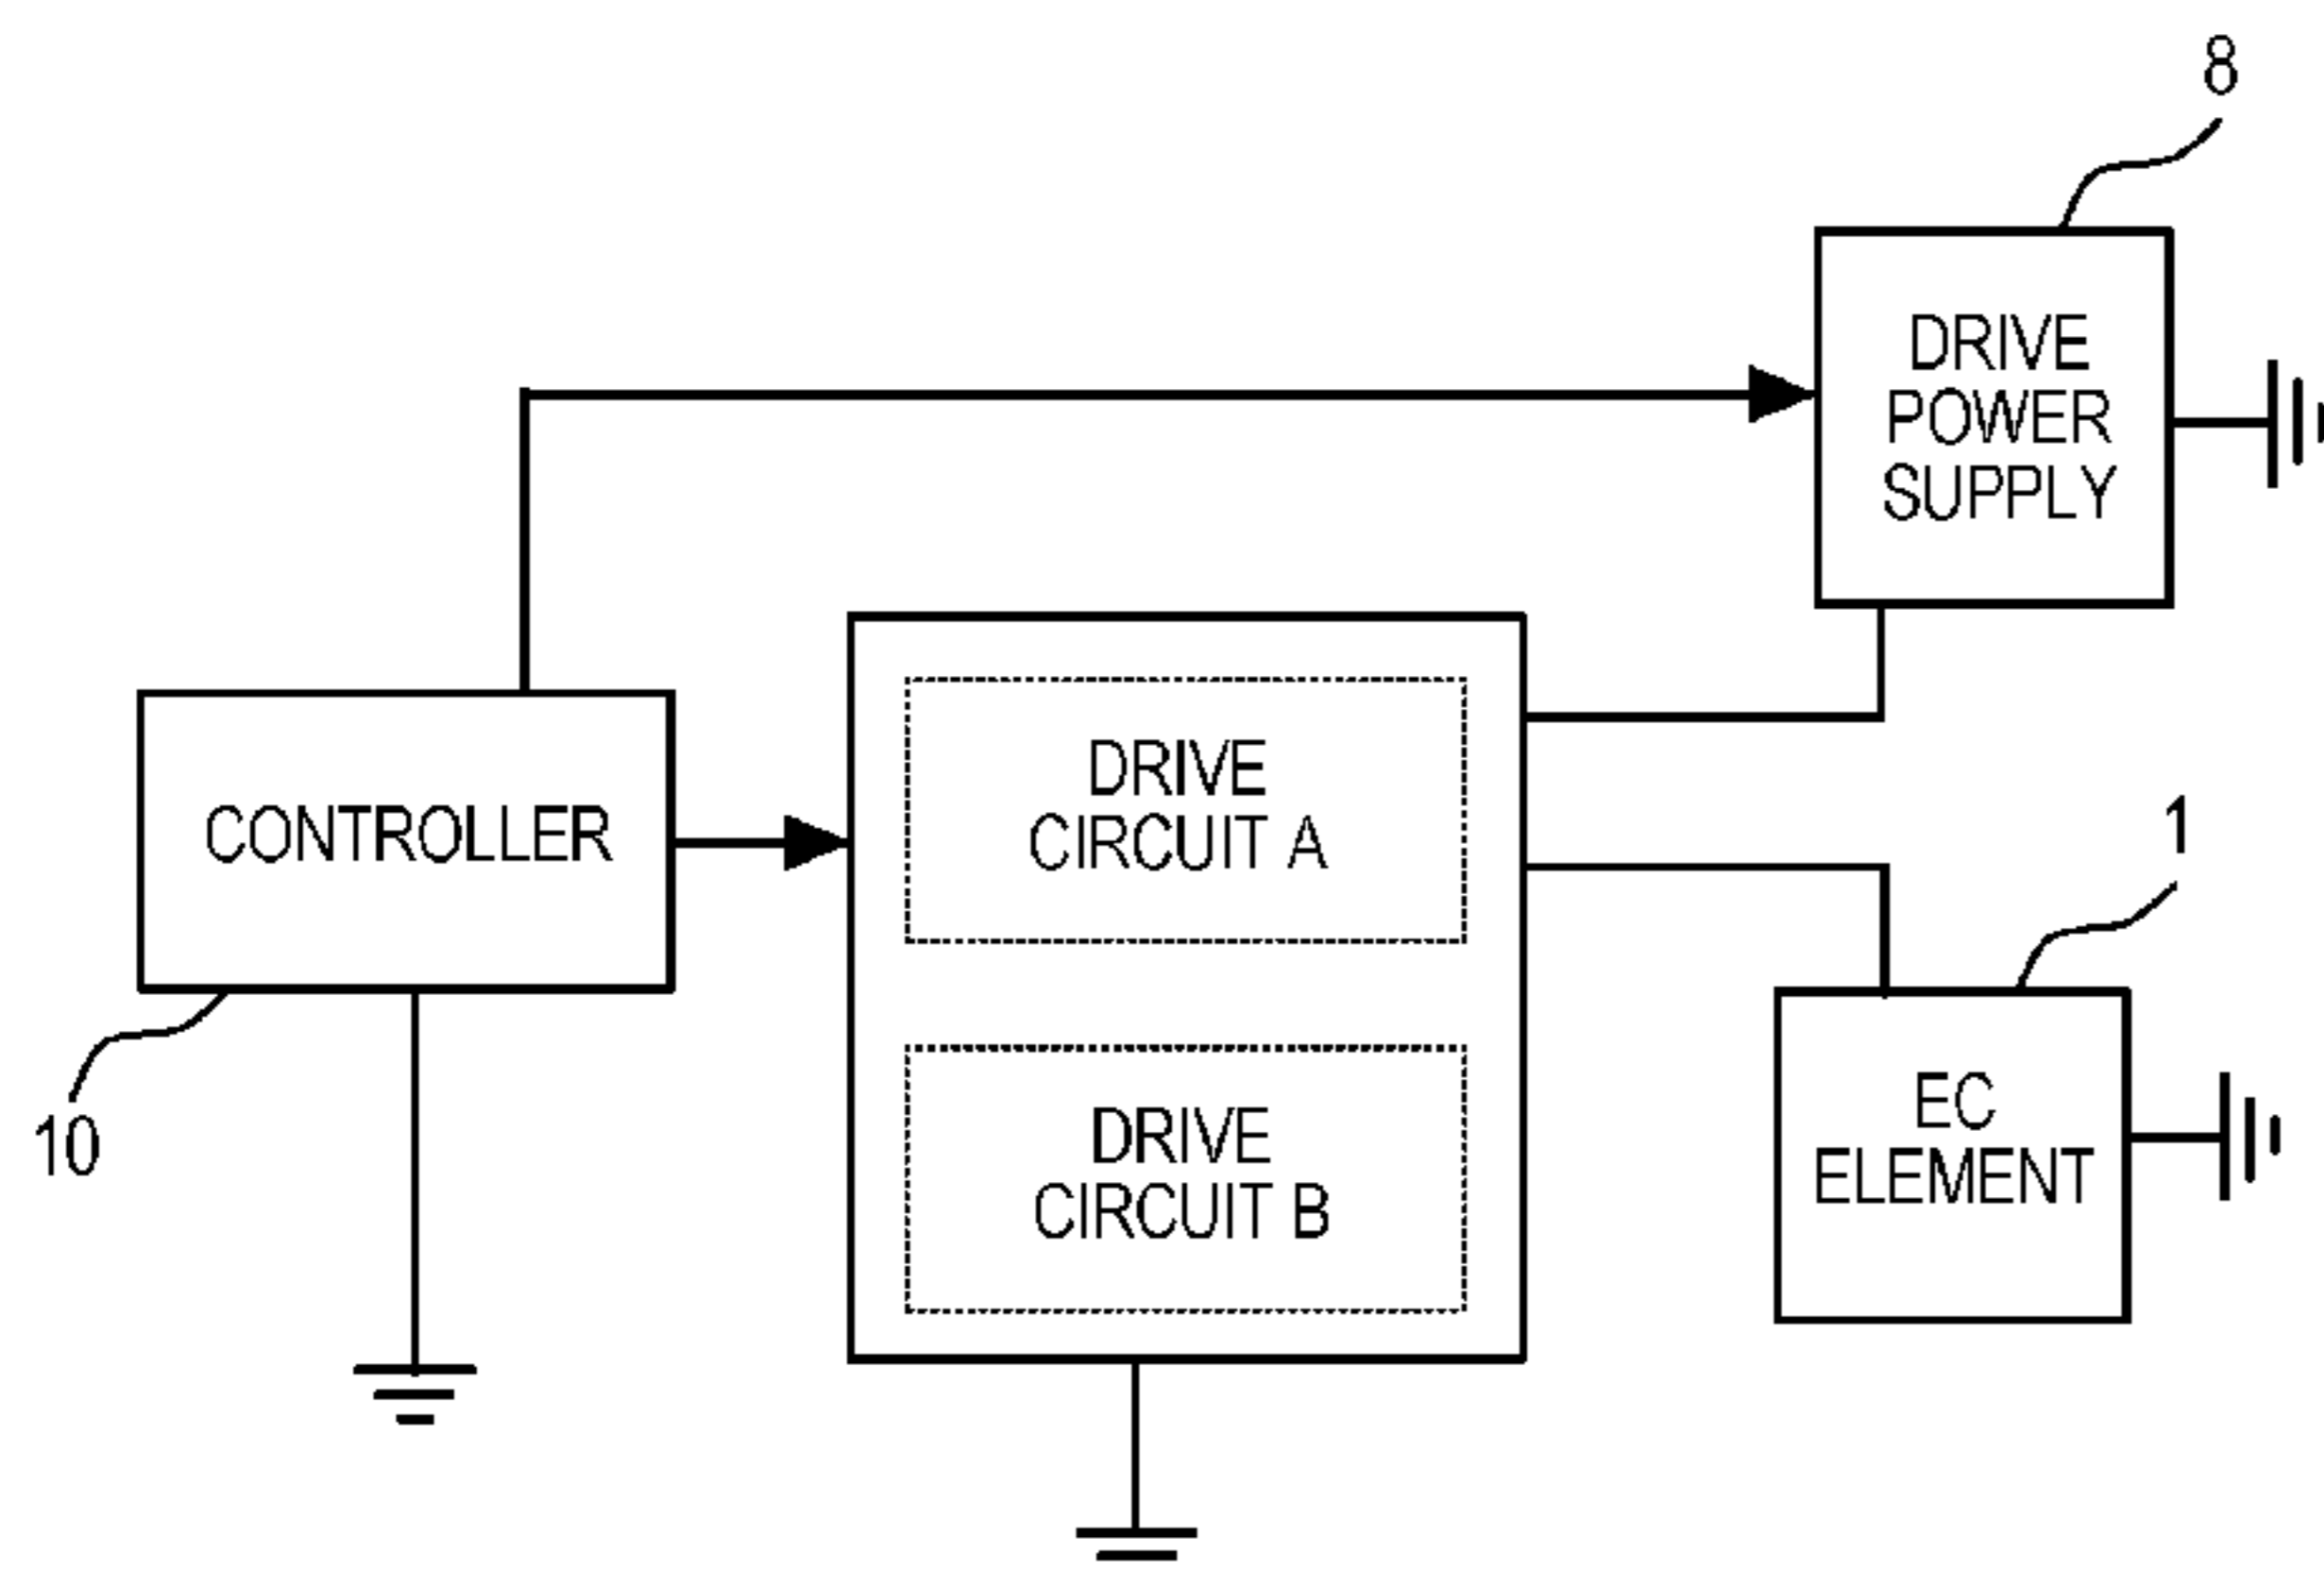 8
DRIVE
POWER
SUPPLY
CONTROLLER
10
DRIVE
CIRCUIT A
DRIVE
CIRCUIT B
1
EC
ELEMENT